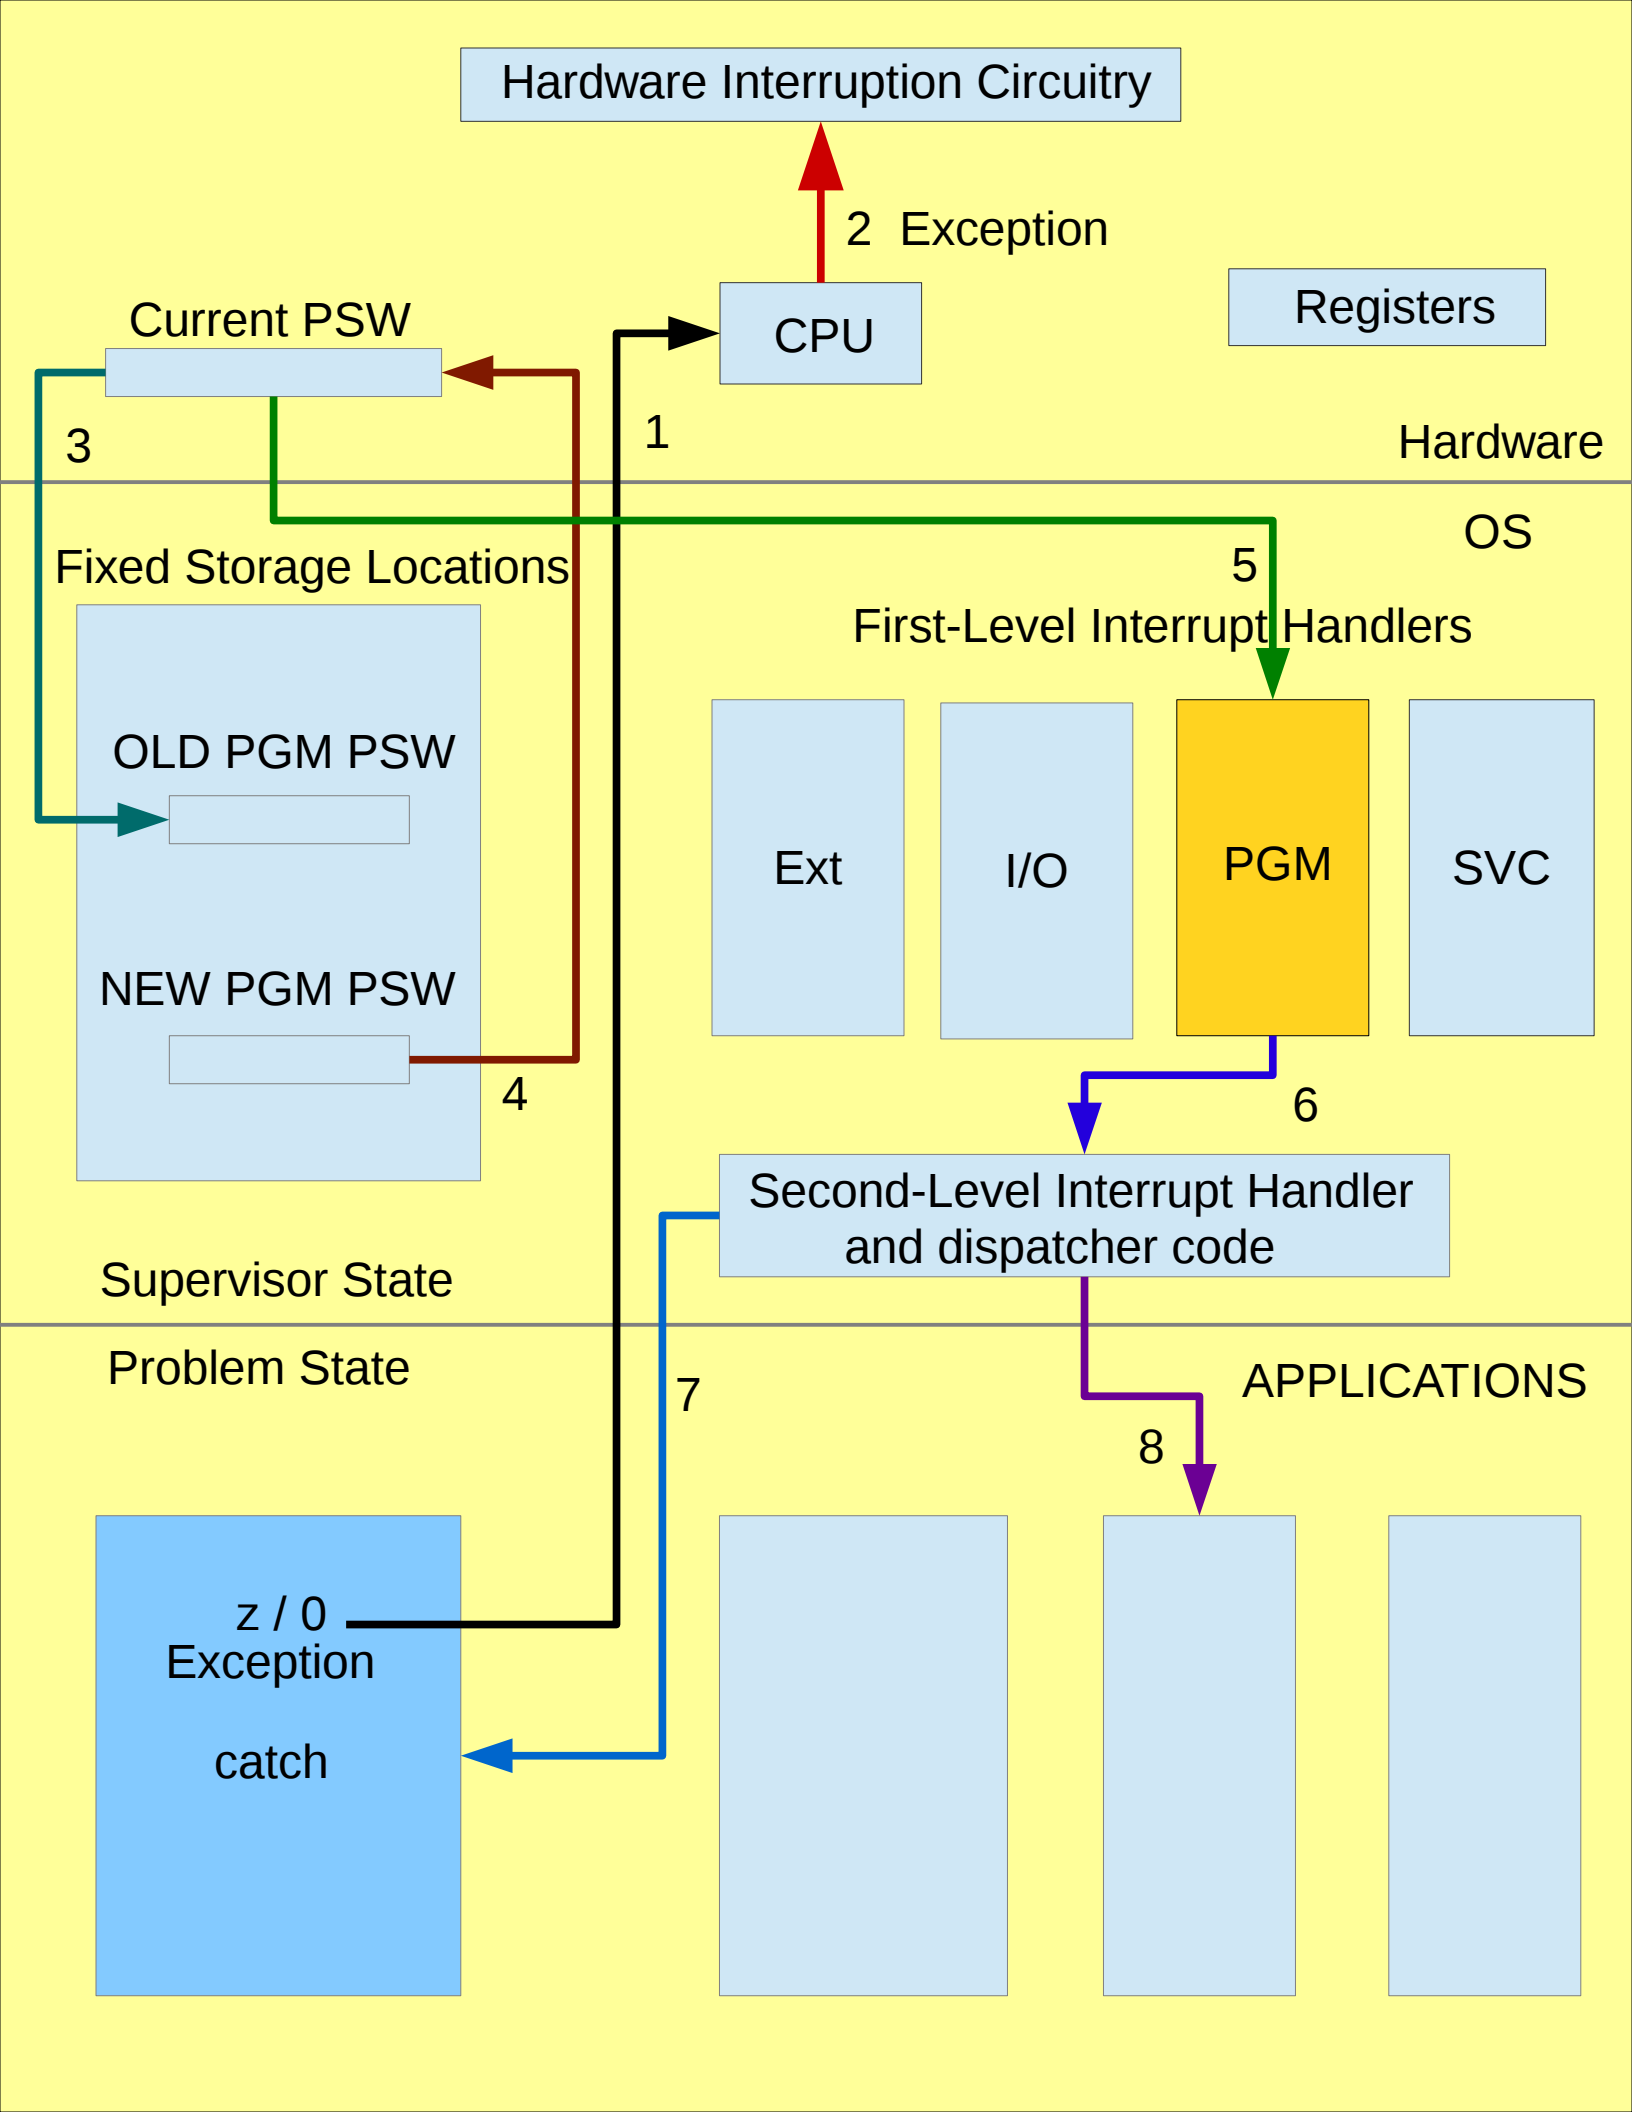 Hardware Interruption Circuitry
2 Exception
Registers
Current PSW
CPU
1
3
Hardware
OS
5
Fixed Storage Locations
First-Level Interrupt Handlers
OLD PGM PSW
Ext
I/O
PGM
SVC
NEW PGM PSW
4
6
Second-Level Interrupt Handler
and dispatcher code
Supervisor State
Problem State
APPLICATIONS
7
8
z / 0
Exception
catch